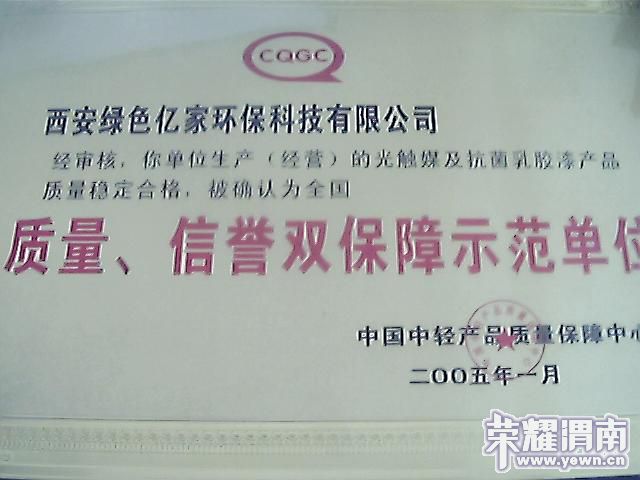 CQGC
西安绿色亿家环保科技有限公司
经审核，你单位生产（经营）的光触媒及抗菌乳胶漆产品
质量稳定合格，被确认为全国
质量、信誉双保障示范单位
中国中轻产品质量保障中心
二〇〇五年一月
荣耀渭南
www.yewn.cn